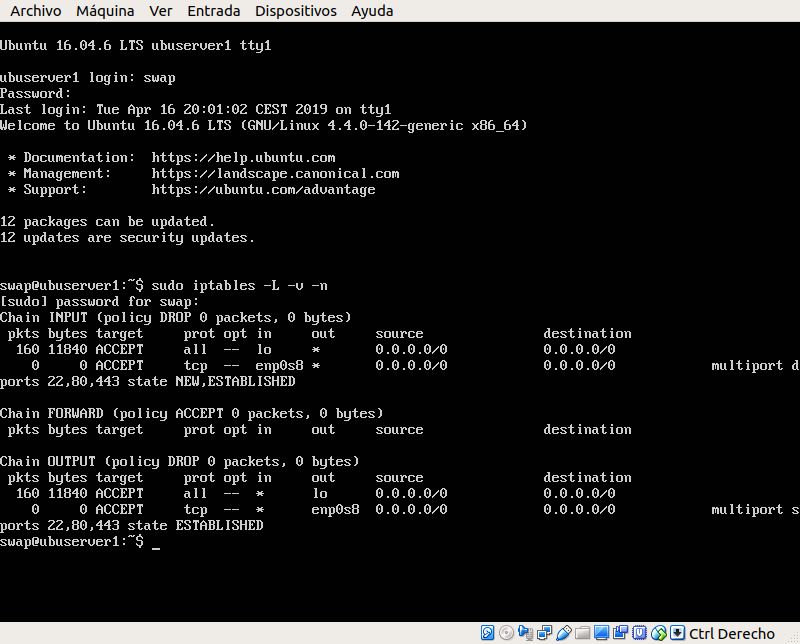 Archivo Máquina Ver Entrada Dispositivos Ayuda
Ubuntu 16.04.6 LTS ubuserver1 tty1
ubuserver1 login: swap
Password:
Last login: Tue Apr 16 20:01:02 CEST 2019 on tty1
Welcome to Ubuntu 16.04.6 LTS (GNU/Linux 4.4.0-142-generic x86_64)
* Documentation:  https://help.ubuntu.com
* Management:     https://landscape.canonical.com
* Support:        https://ubuntu.com/advantage
12 packages can be updated.
12 updates are security updates.
swap@ubuserver1:~$ sudo iptables -L -v -n
[sudo] password for swap:
Chain INPUT (policy DROP 0 packets, 0 bytes)
 pkts bytes target     prot opt in     out     source               destination
  160 11840 ACCEPT     all  --  lo     *       0.0.0.0/0            0.0.0.0/0
    0     0 ACCEPT     tcp  --  enp0s8 *       0.0.0.0/0            0.0.0.0/0            multiport d
ports 22,80,443 state NEW,ESTABLISHED
Chain FORWARD (policy ACCEPT 0 packets, 0 bytes)
 pkts bytes target     prot opt in     out     source               destination
Chain OUTPUT (policy DROP 0 packets, 0 bytes)
 pkts bytes target     prot opt in     out     source               destination
  160 11840 ACCEPT     all  --  *      lo      0.0.0.0/0            0.0.0.0/0
    0     0 ACCEPT     tcp  --  *      enp0s8  0.0.0.0/0            0.0.0.0/0            multiport s
ports 22,80,443 state ESTABLISHED
swap@ubuserver1:~$ _
Ctrl Derecho